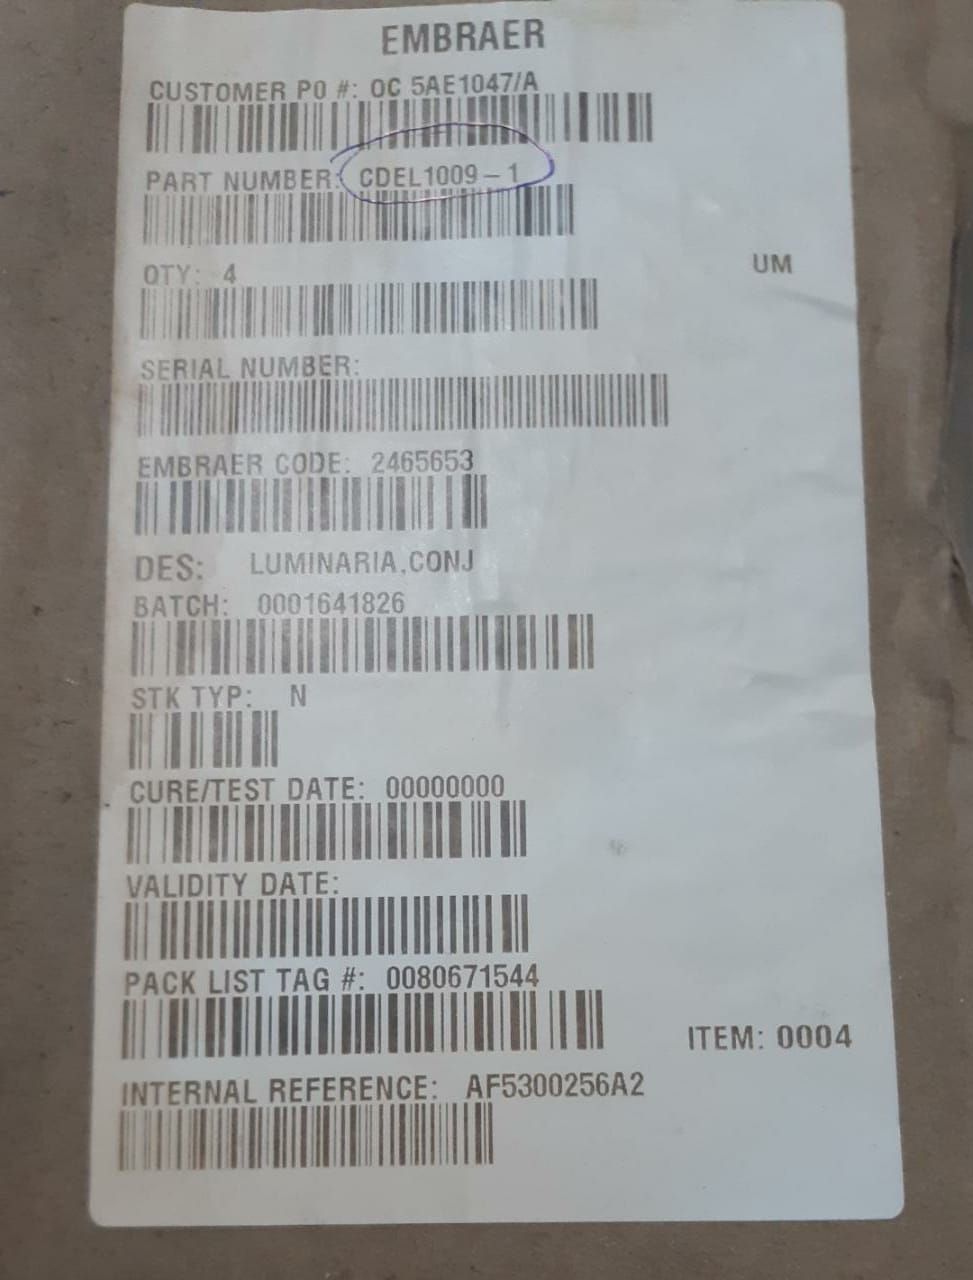 EMBRAER
CUSTOMER PO #: OC 5AE1047/A
PART NUMBER: CDEL1009-1
QTY: 4 UM
SERIAL NUMBER:
EMBRAER CODE: 2465653
DES: LUMINARIA,CONJ
BATCH: 0001641826
STK TYP: N
CURE/TEST DATE: 00000000
VALIDITY DATE:
PACK LIST TAG #: 0080671544
ITEM: 0004
INTERNAL REFERENCE: AF5300256A2